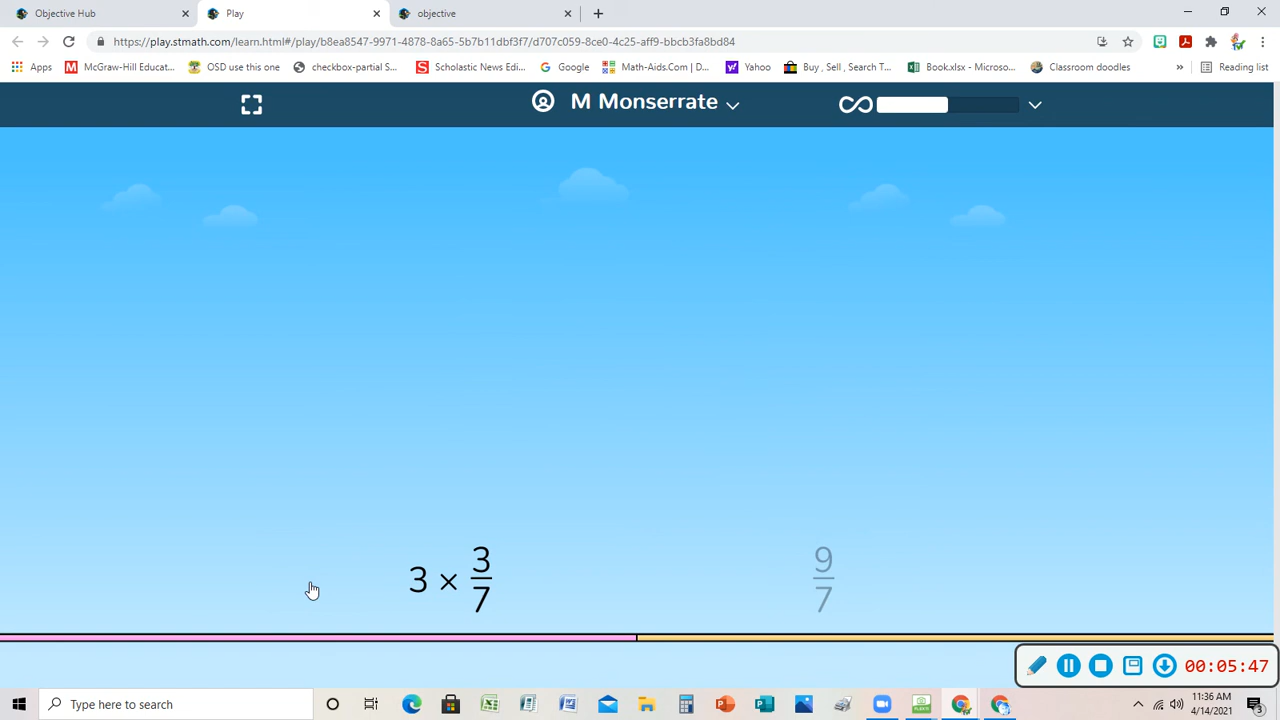 Objective Hub
Play
objective
https://play.stmath.com/learn.html#/play/b8ea8547-9971-4878-8a65-5b7b11dbf3f7/d707c059-8ce0-4c25-aff9-bbcb3fa8bd84
Apps
McGraw-Hill Educat...
OSD use this one
checkbox-partial S...
Scholastic News Edi...
Google
Math-Aids.Com | D...
Yahoo
Buy , Sell , Search T...
Book.xlsx - Microso...
Classroom doodles
»
Reading list
M Monserrate
3 × 3/7
9/7
00:05:47
Type here to search
11:36 AM
4/14/2021
3